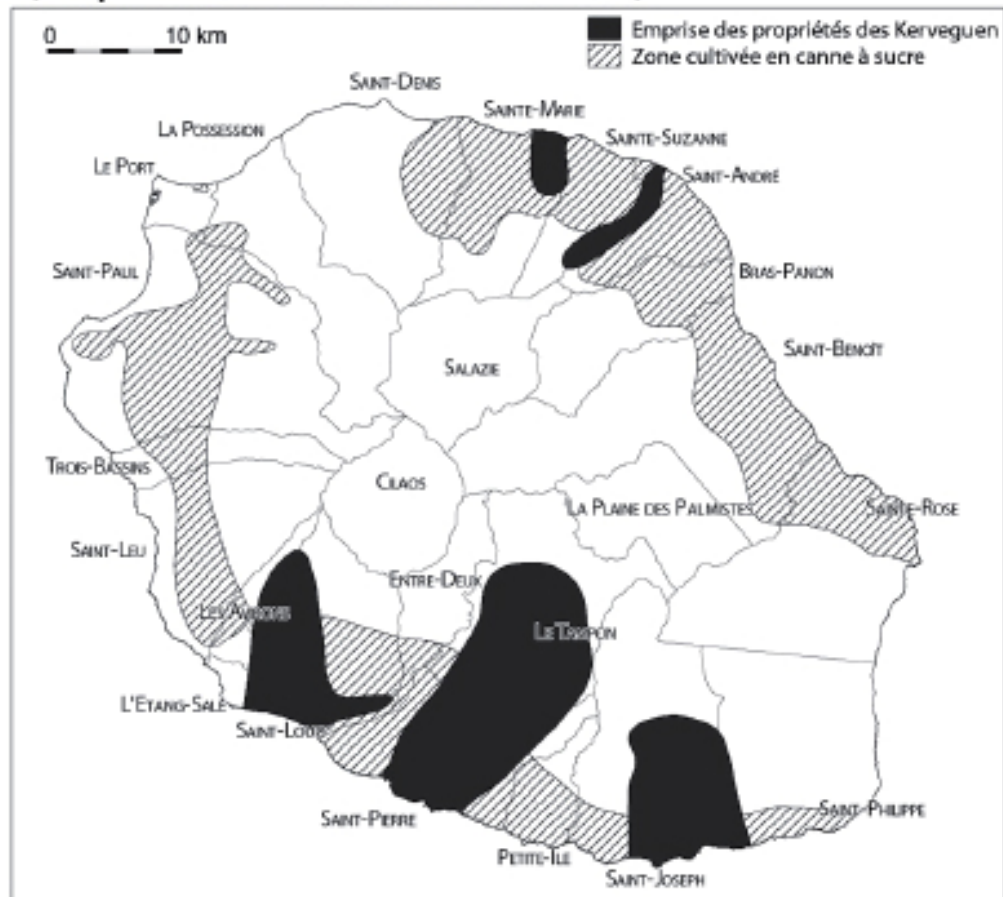 0 10 km
Emprise des propriétés des Kerveguen
Zone cultivée en canne à sucre
SAINT-DENIS
SAINTE-MARIE
LA POSSESSION
SAINTE-SUZANNE
LE PORT
SAINT-ANDRÉ
SAINT-PAUL
BRAS-PANON
SAINT-BENOÎT
SALAZIE
TROIS-BASSINS
CILAOS
LA PLAINE DES PALMISTES
SAINTE-ROSE
SAINT-LEU
ENTRE-DEUX
LES AVIRONS
LE TAMPON
L'ETANG-SALE
SAINT-LOUIS
SAINT-PHILIPPE
SAINT-PIERRE
PETITE-ILE
SAINT-JOSEPH